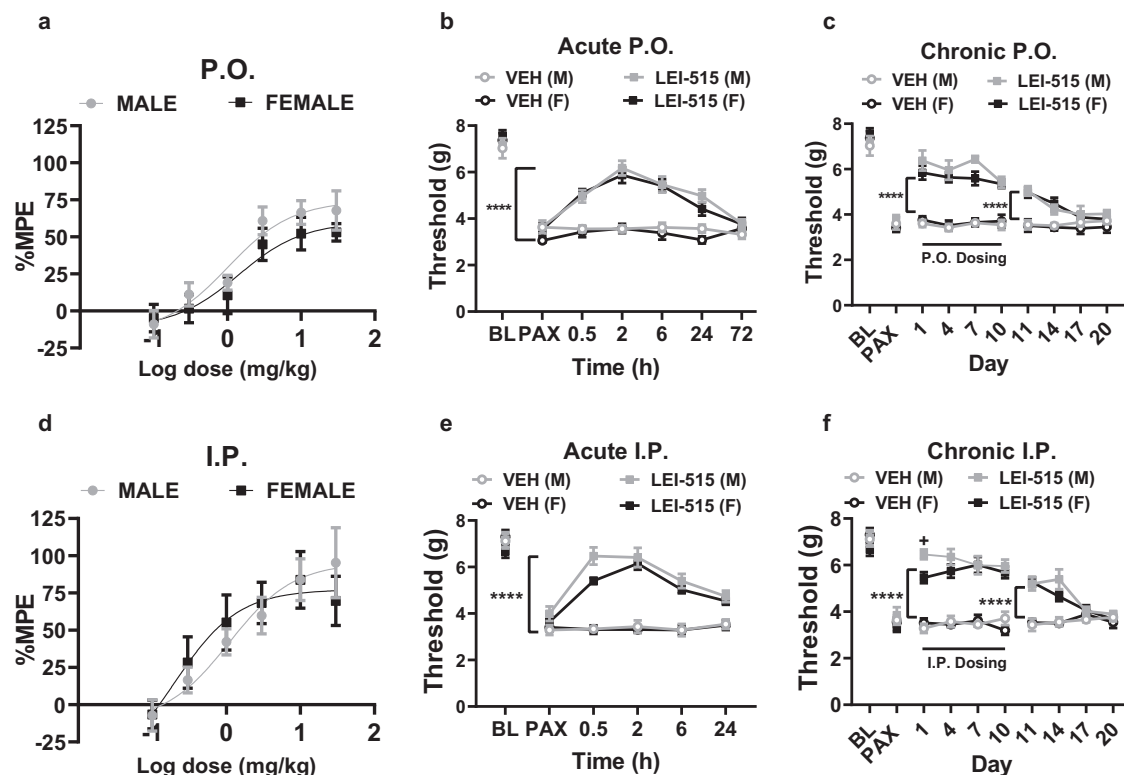 a
P.O.
MALE FEMALE
125
100
75
50
25
0
-25
-1 0 1 2
%MPE
Log dose (mg/kg)
b
Acute P.O.
VEH (M) LEI-515 (M)
VEH (F) LEI-515 (F)
8
6
4
2
0
Threshold (g)
****
BL PAX 0.5 2 6 24 72
Time (h)
c
Chronic P.O.
VEH (M) LEI-515 (M)
VEH (F) LEI-515 (F)
8
6
4
2
0
Threshold (g)
****
****
P.O. Dosing
BL PAX 1 4 7 10 11 14 17 20
Day
d
I.P.
MALE FEMALE
125
100
75
50
25
0
-25
-1 0 1 2
%MPE
Log dose (mg/kg)
e
Acute I.P.
VEH (M) LEI-515 (M)
VEH (F) LEI-515 (F)
8
6
4
2
0
Threshold (g)
****
BL PAX 0.5 2 6 24
Time (h)
f
Chronic I.P.
VEH (M) LEI-515 (M)
VEH (F) LEI-515 (F)
8
6
4
2
0
Threshold (g)
+
****
****
I.P. Dosing
BL PAX 1 4 7 10 11 14 17 20
Day